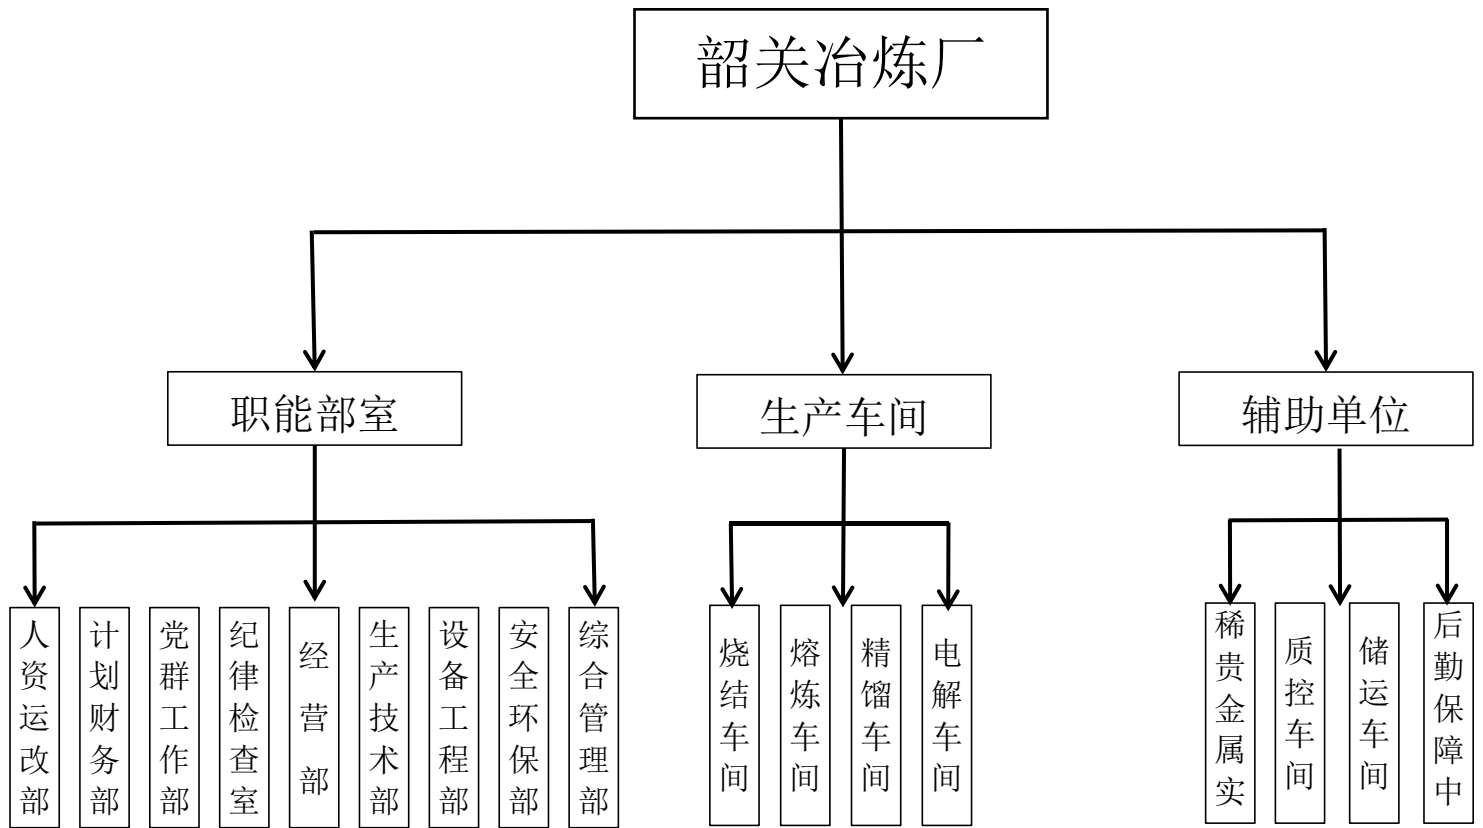 韶关冶炼厂
职能部室
生产车间
辅助单位
人资运改部
计划财务部
党群工作部
纪律检查室
经营部
生产技术部
设备工程部
安全环保部
综合管理部
烧结车间
熔炼车间
精馏车间
电解车间
稀贵金属实
质控车间
储运车间
后勤保障中